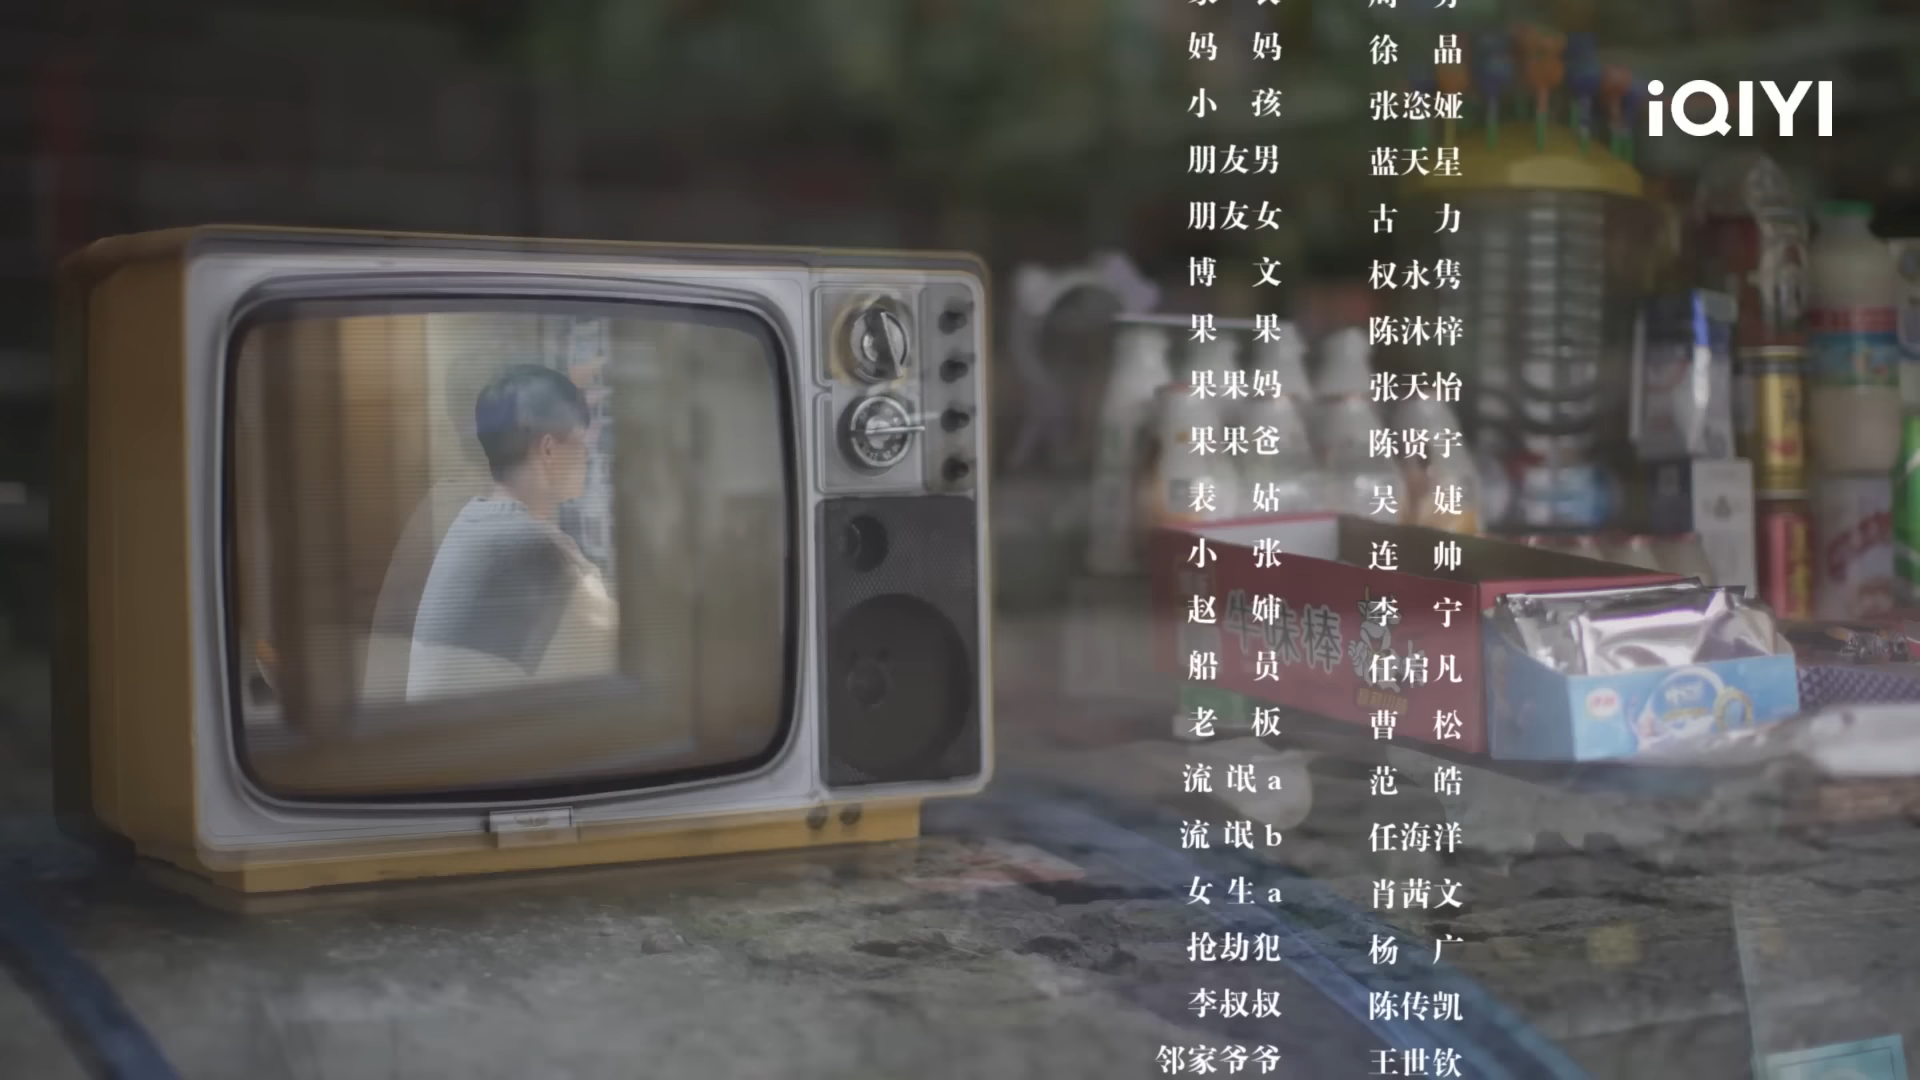 iQIYI
妈 妈 徐 晶
小 孩 张恣娅
朋友男 蓝天星
朋友女 古 力
博 文 权永隽
果 果 陈沐梓
果果妈 张天怡
果果爸 陈贤宇
表 姑 吴 婕
小 张 连 帅
赵 婶 李 宁
船 员 任启凡
老 板 曹 松
流 氓 a 范 皓
流 氓 b 任海洋
女 生 a 肖茜文
抢劫犯 杨 广
李叔叔 陈传凯
邻家爷爷 王世钦
牛味棒